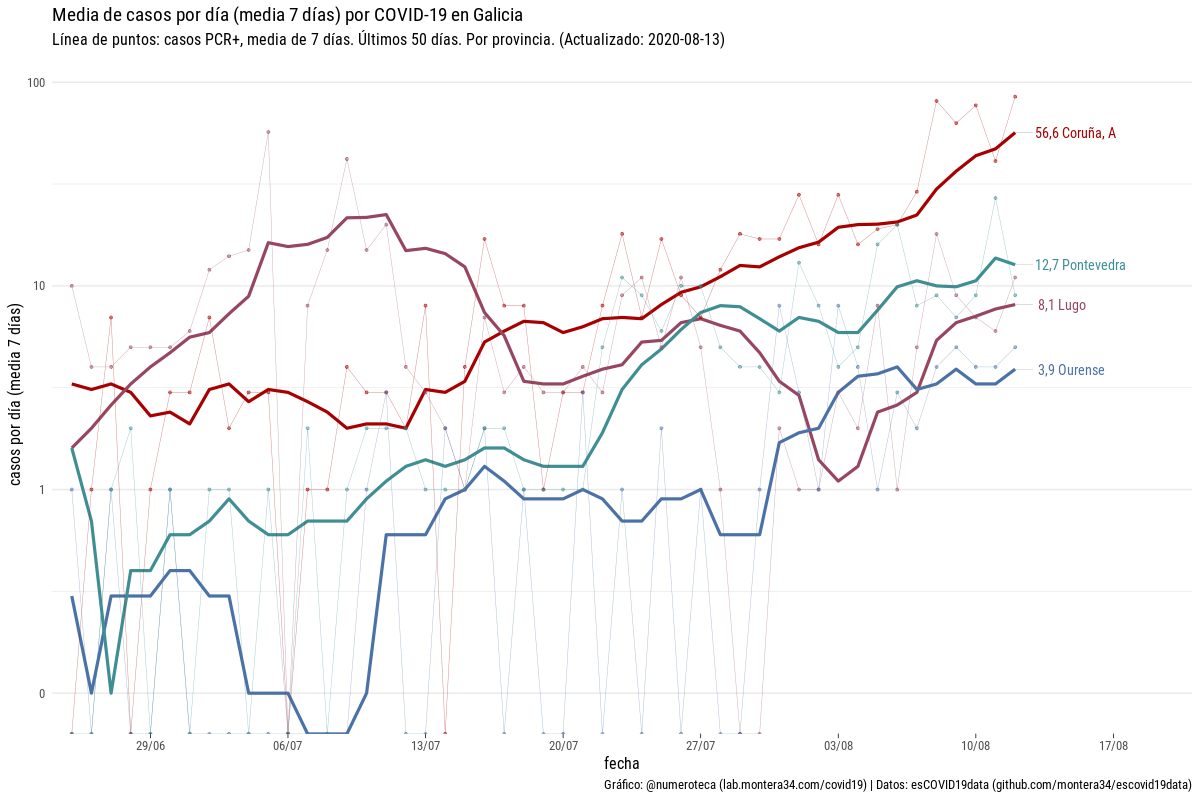 Media de casos por día (media 7 días) por COVID-19 en Galicia
Línea de puntos: casos PCR+, media de 7 días. Últimos 50 días. Por provincia. (Actualizado: 2020-08-13)
casos por día (media 7 días)
100
10
1
0
56,6 Coruña, A
12,7 Pontevedra
8,1 Lugo
3,9 Ourense
29/06
06/07
13/07
20/07
27/07
03/08
10/08
17/08
fecha
Gráfico: @numeroteca (lab.montera34.com/covid19) | Datos: esCOVID19data (github.com/montera34/escovid19data)